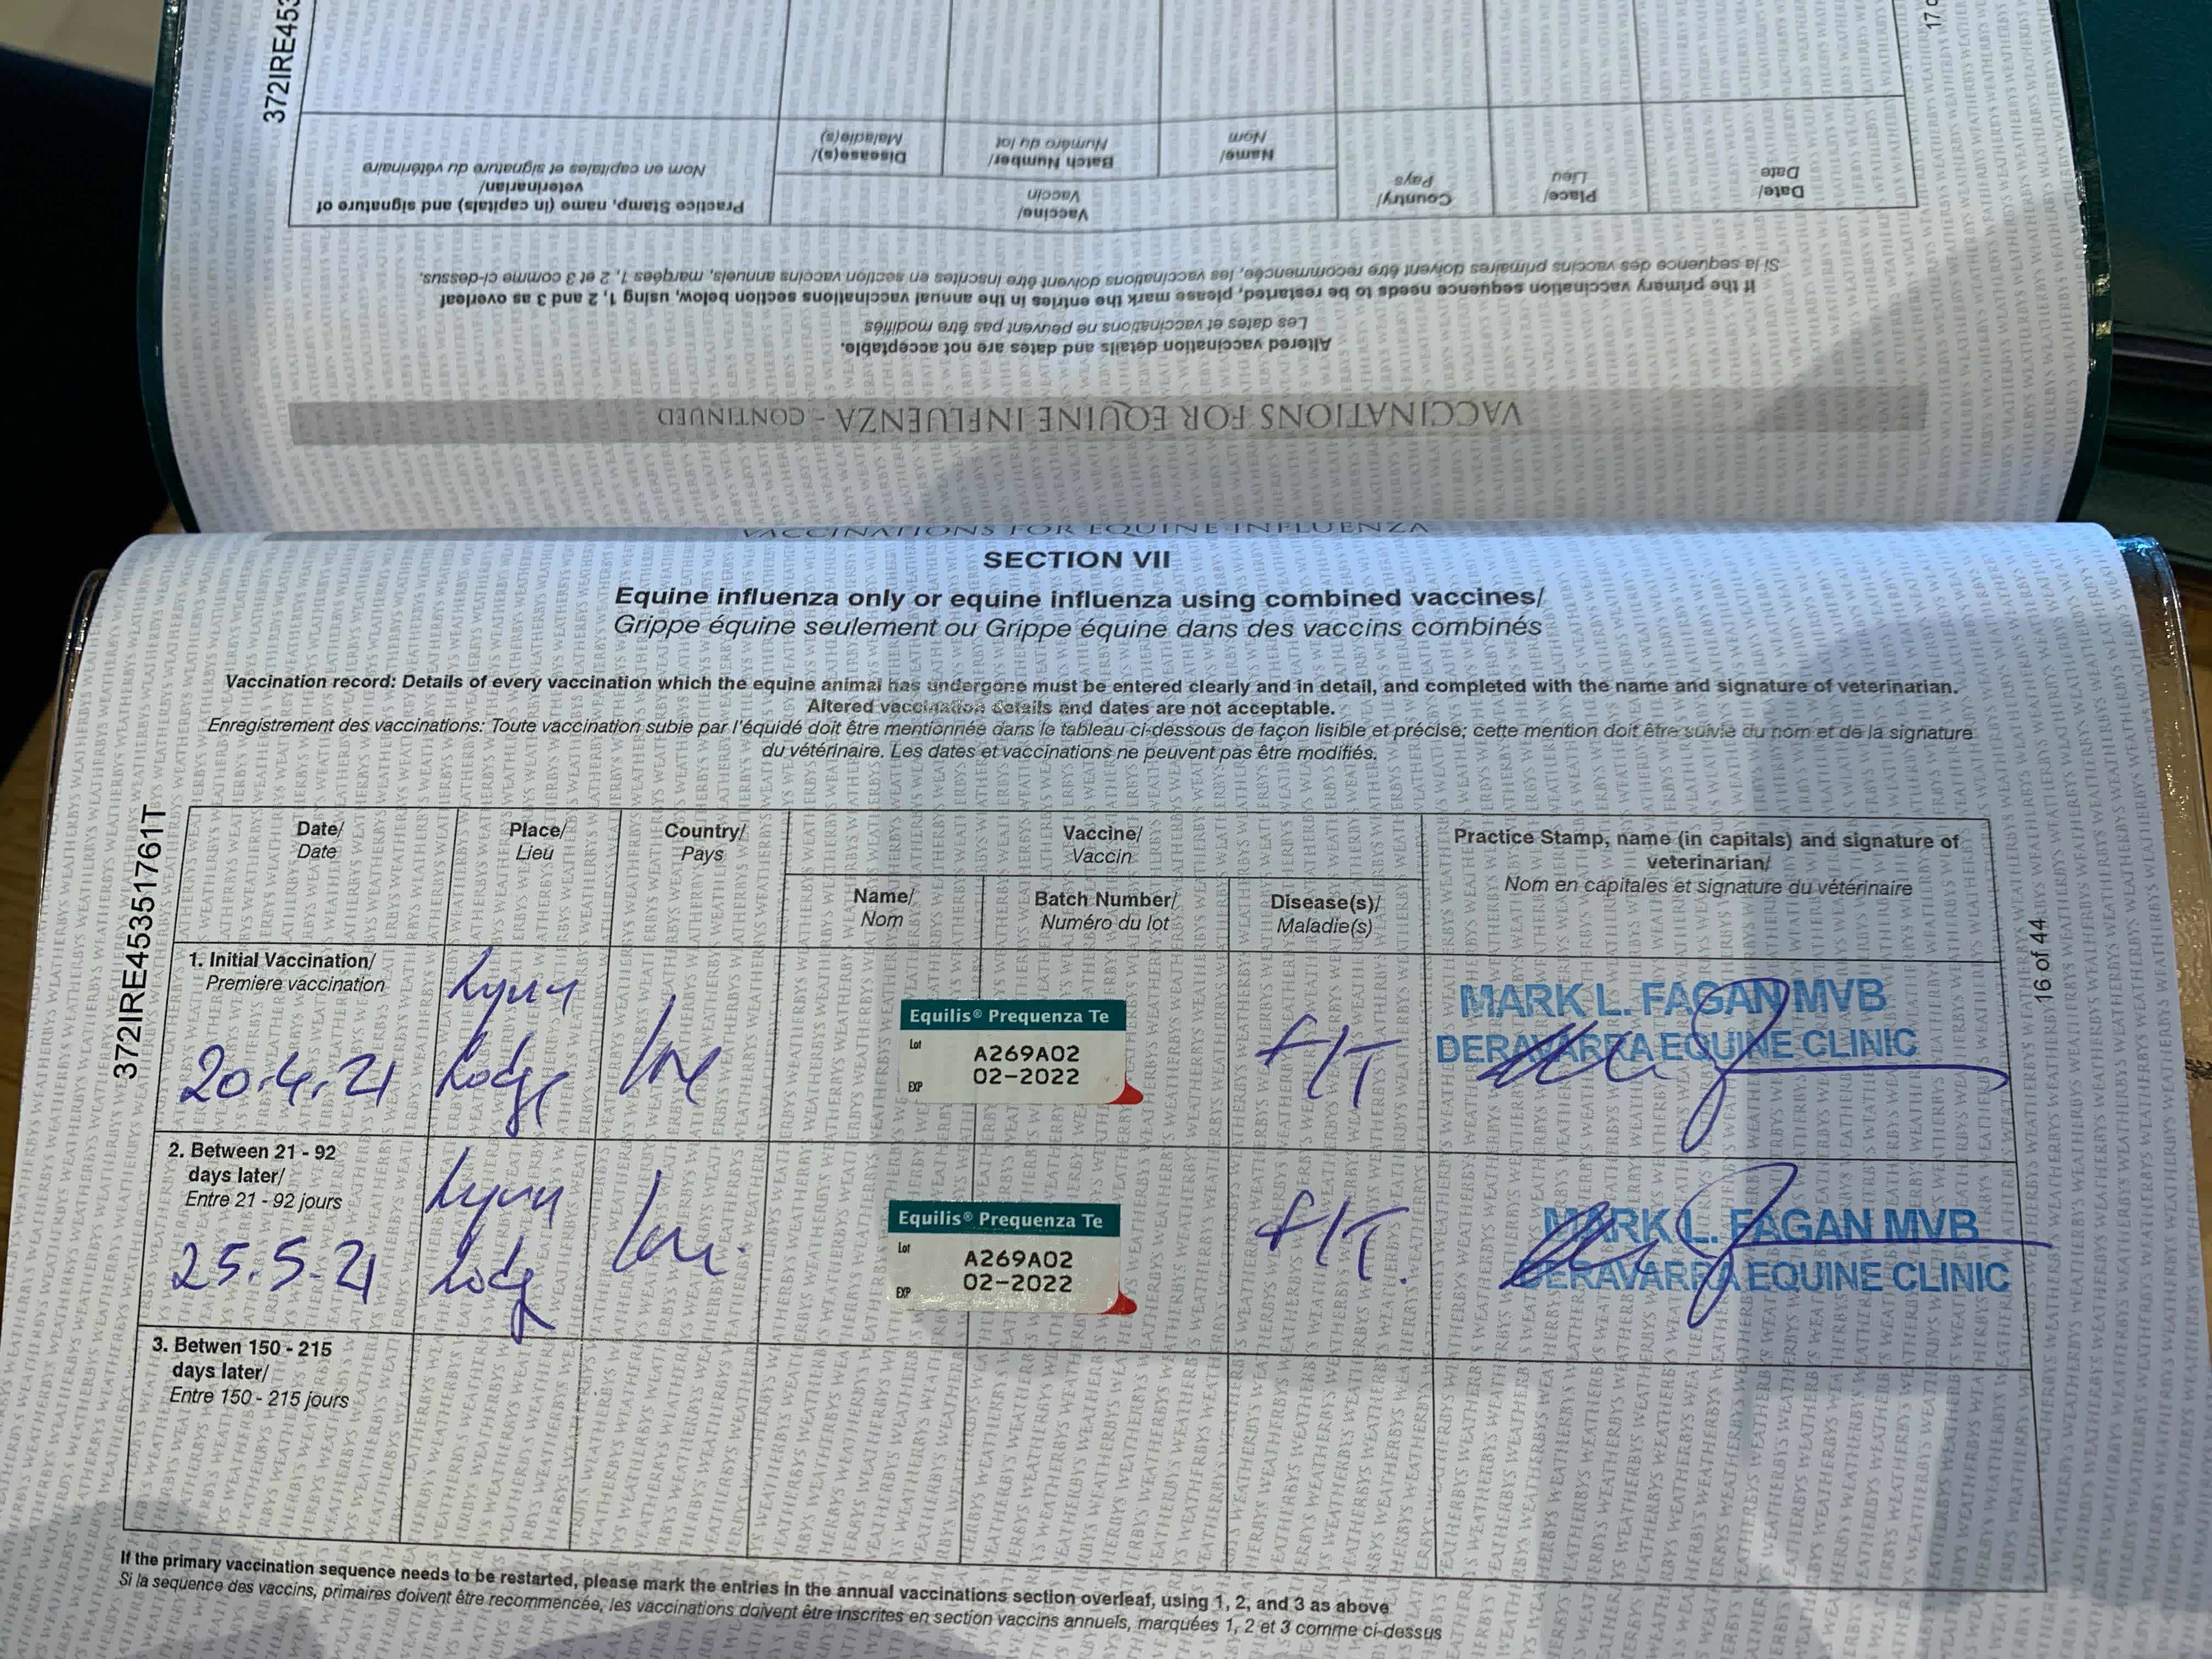 372IRE453
17 o
Practice Stamp, name (in capitals) and signature of
veterinarian/
Nom en capitales et signature du vétérinaire
Disease(s)/
Maladie(s)
Batch Number/
Numéro du lot
Name/
Nom
Vaccine/
Vaccin
Country/
Pays
Place/
Lieu
Date/
Date
If the primary vaccination sequence needs to be restarted, please mark the entries in the annual vaccinations section below, using 1, 2 and 3 as overleaf
Si la sequence des vaccins primaires doivent être recommencée, les vaccinations doivent être inscrites en section vaccins annuels, marqées 1, 2 et 3 comme ci-dessus.
Altered vaccination details and dates are not acceptable.
Les dates et vaccinations ne peuvent pas être modifiés
VACCINATIONS FOR EQUINE INFLUENZA - CONTINUED
VACCINATIONS FOR EQUINE INFLUENZA
SECTION VII
Equine influenza only or equine influenza using combined vaccines/
Grippe équine seulement ou Grippe équine dans des vaccins combinés
Vaccination record: Details of every vaccination which the equine animal has undergone must be entered clearly and in detail, and completed with the name and signature of veterinarian.
Altered vaccination details and dates are not acceptable.
Enregistrement des vaccinations: Toute vaccination subie par l'équidé doit être mentionnée dans le tableau ci-dessous de façon lisible et précise; cette mention doit être suivie du nom et de la signature
du vétérinaire. Les dates et vaccinations ne peuvent pas être modifiés.
372IRE45351761T
16 of 44
Date/
Date
Place/
Lieu
Country/
Pays
Vaccine/
Vaccin
Name/
Nom
Batch Number/
Numéro du lot
Disease(s)/
Maladie(s)
Practice Stamp, name (in capitals) and signature of
veterinarian/
Nom en capitales et signature du vétérinaire
1. Initial Vaccination/
Premiere vaccination
20.4.21
Lynn
Lodge
Ire
Equilis® Prequenza Te
Lot A269A02
EXP 02-2022
F/T
MARK L. FAGAN MVB
DERAVARRA EQUINE CLINIC
2. Between 21 - 92
days later/
Entre 21 - 92 jours
25.5.21
Lynn
Lodg
Ire.
Equilis® Prequenza Te
Lot A269A02
EXP 02-2022
F/T.
MARK L. FAGAN MVB
DERAVARRA EQUINE CLINIC
3. Betwen 150 - 215
days later/
Entre 150 - 215 jours
If the primary vaccination sequence needs to be restarted, please mark the entries in the annual vaccinations section overleaf, using 1, 2, and 3 as above
Si la sequence des vaccins, primaires doivent être recommencée, les vaccinations doivent être inscrites en section vaccins annuels, marquées 1, 2 et 3 comme ci-dessus